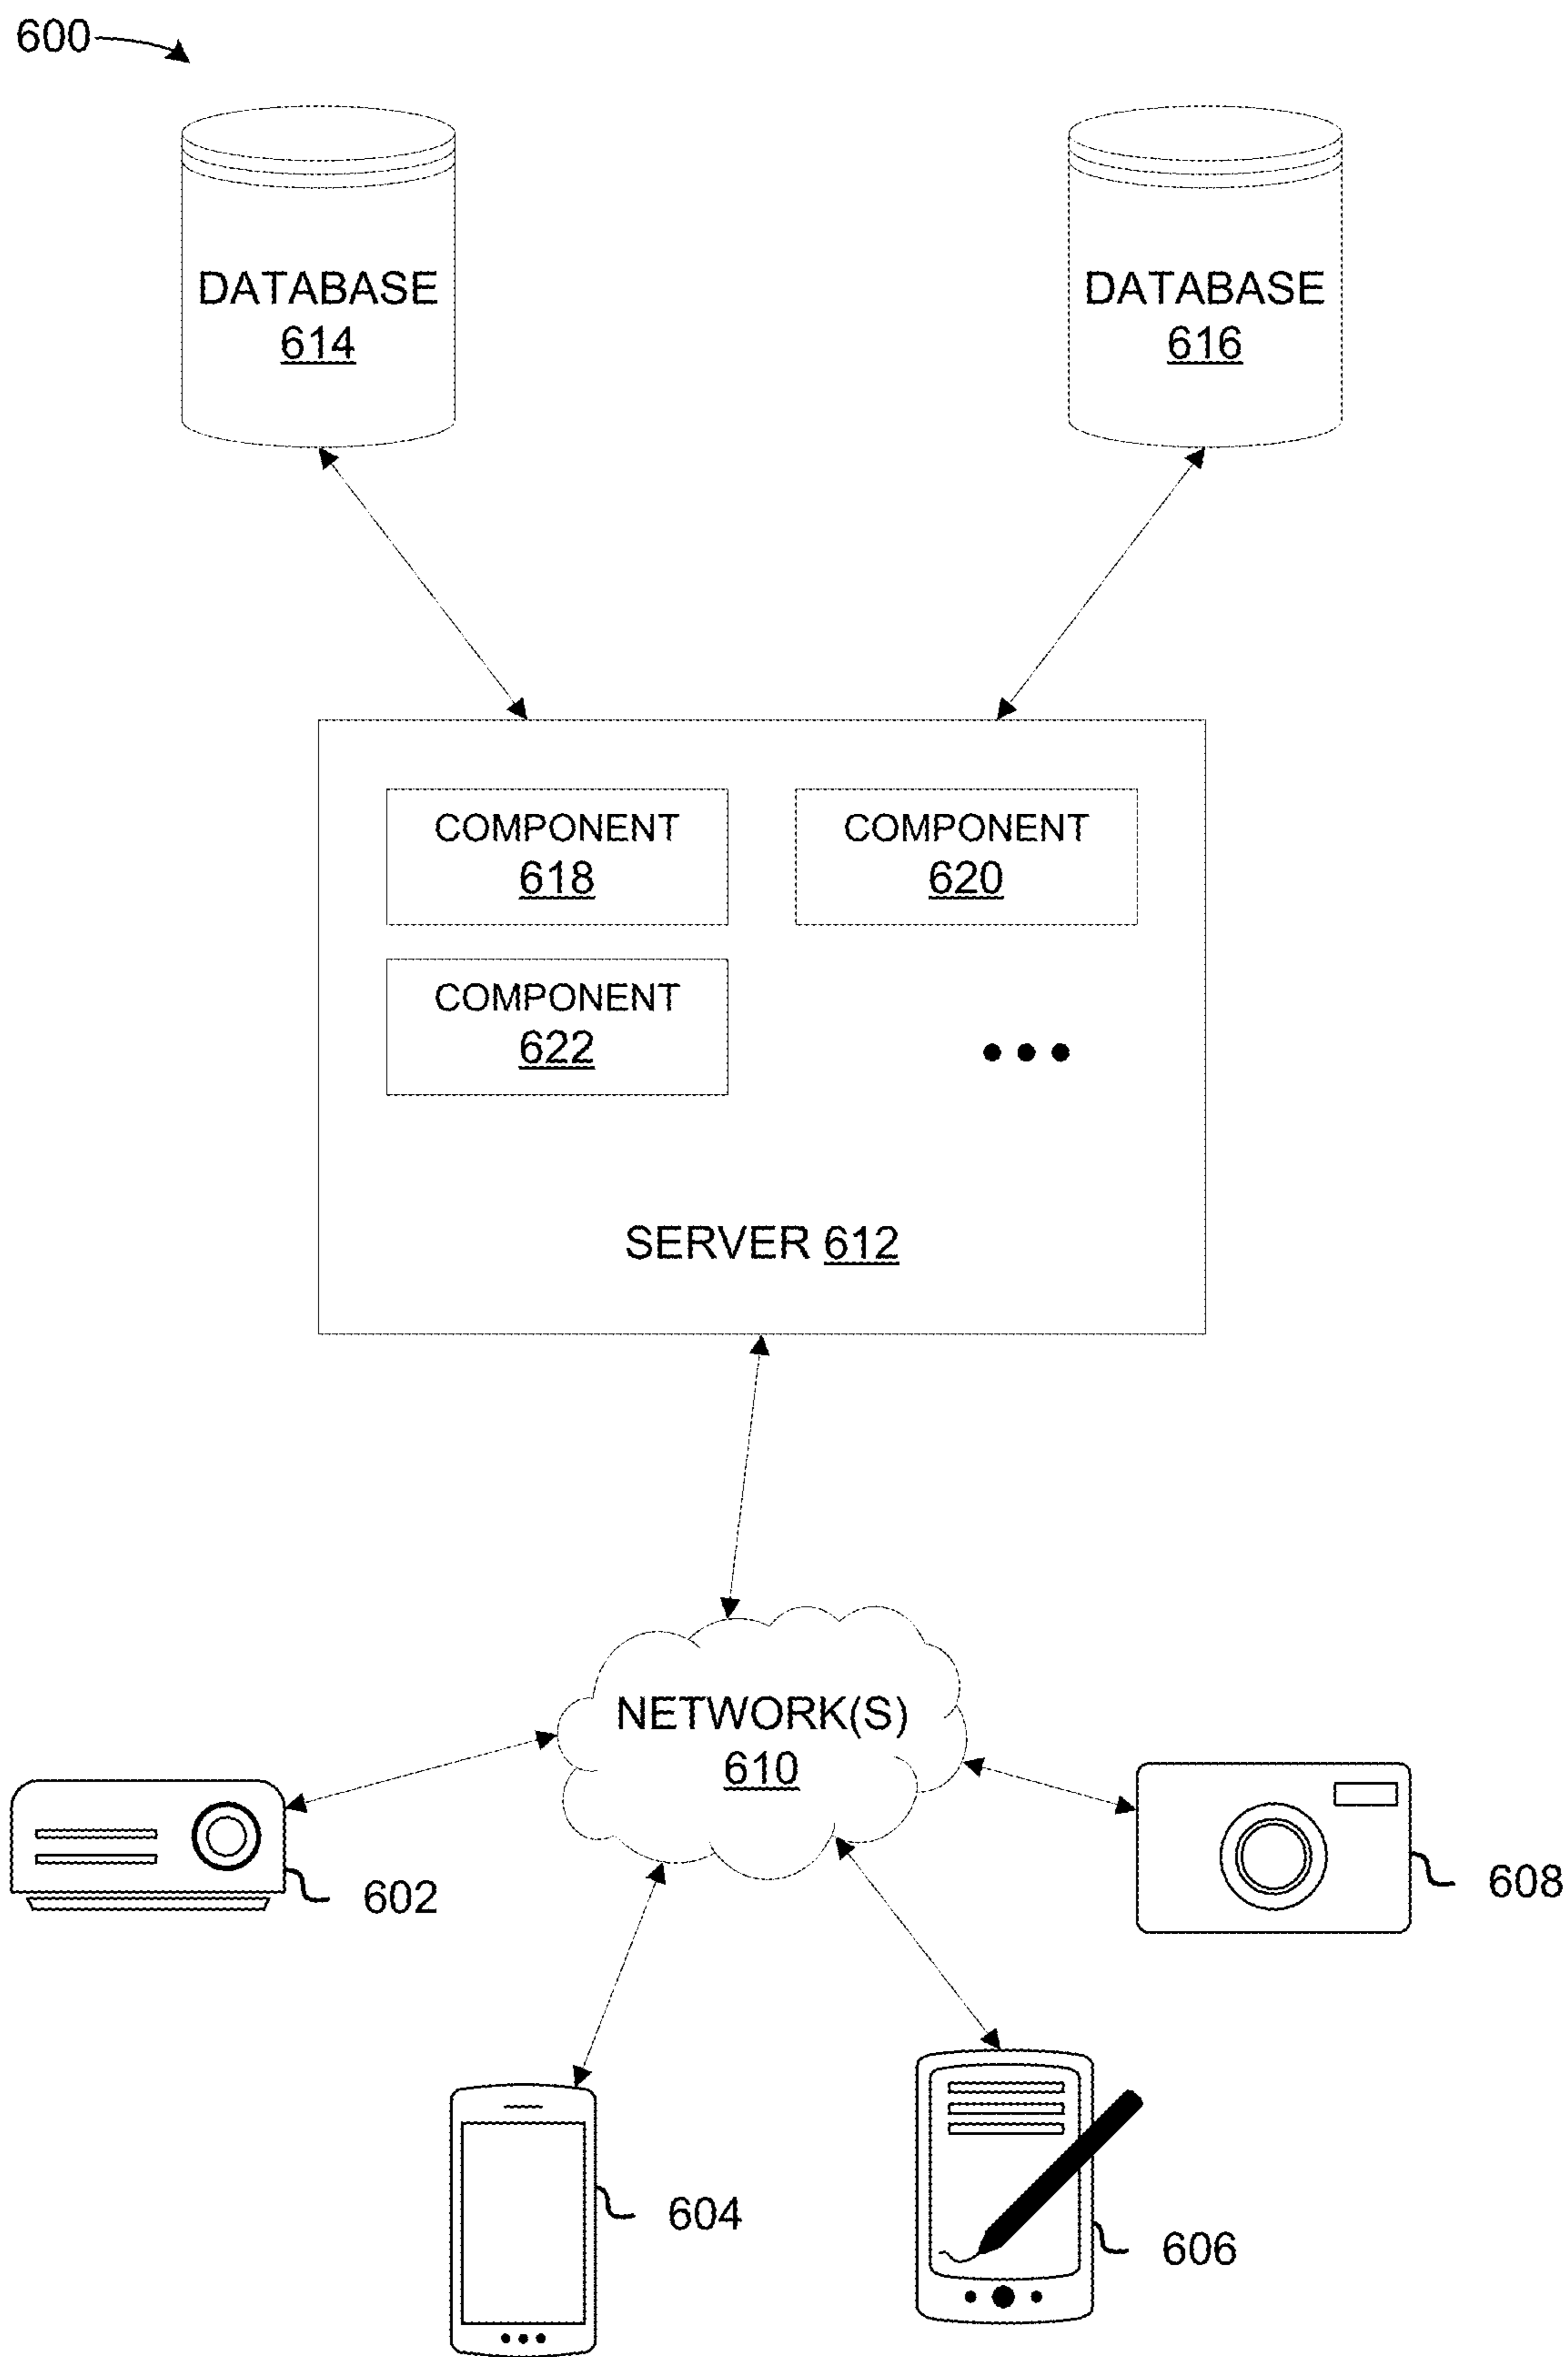 600
DATABASE
614
DATABASE
616
COMPONENT
618
COMPONENT
620
COMPONENT
622
SERVER 612
NETWORK(S)
610
602
608
604
606